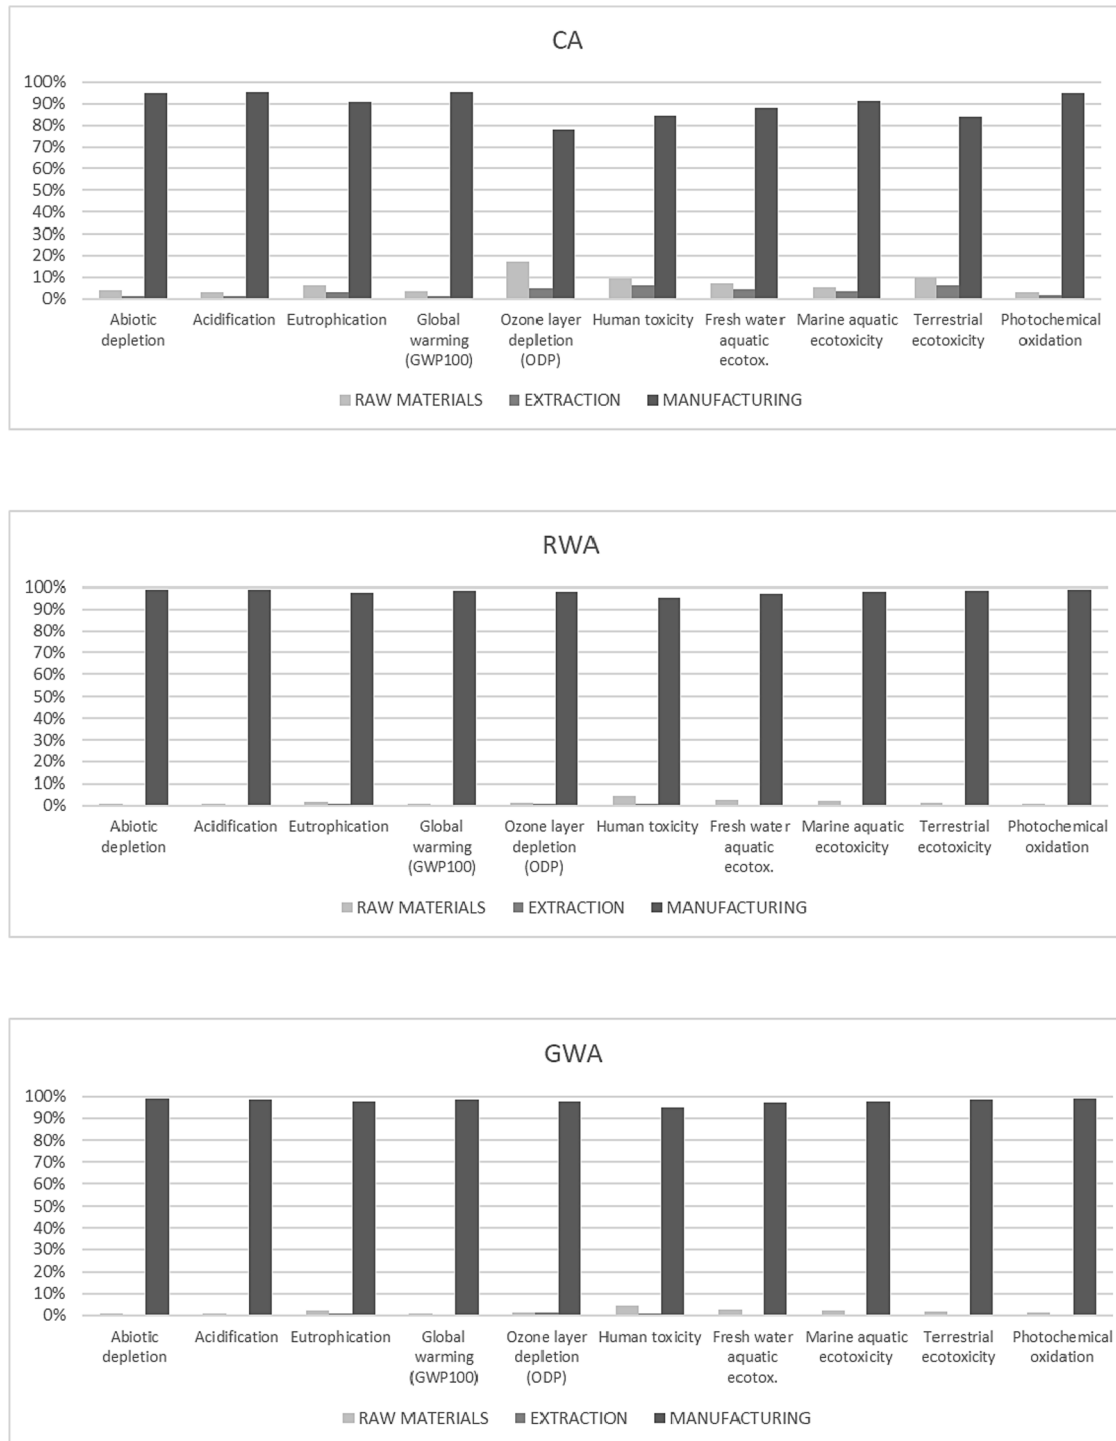 CA
100%
90%
80%
70%
60%
50%
40%
30%
20%
10%
0%
Abiotic depletion
Acidification
Eutrophication
Global warming (GWP100)
Ozone layer depletion (ODP)
Human toxicity
Fresh water aquatic ecotox.
Marine aquatic ecotoxicity
Terrestrial ecotoxicity
Photochemical oxidation
RAW MATERIALS EXTRACTION MANUFACTURING
RWA
100%
90%
80%
70%
60%
50%
40%
30%
20%
10%
0%
Abiotic depletion
Acidification
Eutrophication
Global warming (GWP100)
Ozone layer depletion (ODP)
Human toxicity
Fresh water aquatic ecotox.
Marine aquatic ecotoxicity
Terrestrial ecotoxicity
Photochemical oxidation
RAW MATERIALS EXTRACTION MANUFACTURING
GWA
100%
90%
80%
70%
60%
50%
40%
30%
20%
10%
0%
Abiotic depletion
Acidification
Eutrophication
Global warming (GWP100)
Ozone layer depletion (ODP)
Human toxicity
Fresh water aquatic ecotox.
Marine aquatic ecotoxicity
Terrestrial ecotoxicity
Photochemical oxidation
RAW MATERIALS EXTRACTION MANUFACTURING